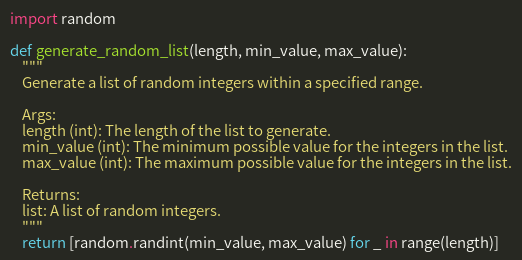 import random

def generate_random_list(length, min_value, max_value):
    """
    Generate a list of random integers within a specified range.

    Args:
    length (int): The length of the list to generate.
    min_value (int): The minimum possible value for the integers in the list.
    max_value (int): The maximum possible value for the integers in the list.

    Returns:
    list: A list of random integers.
    """
    return [random.randint(min_value, max_value) for _ in range(length)]